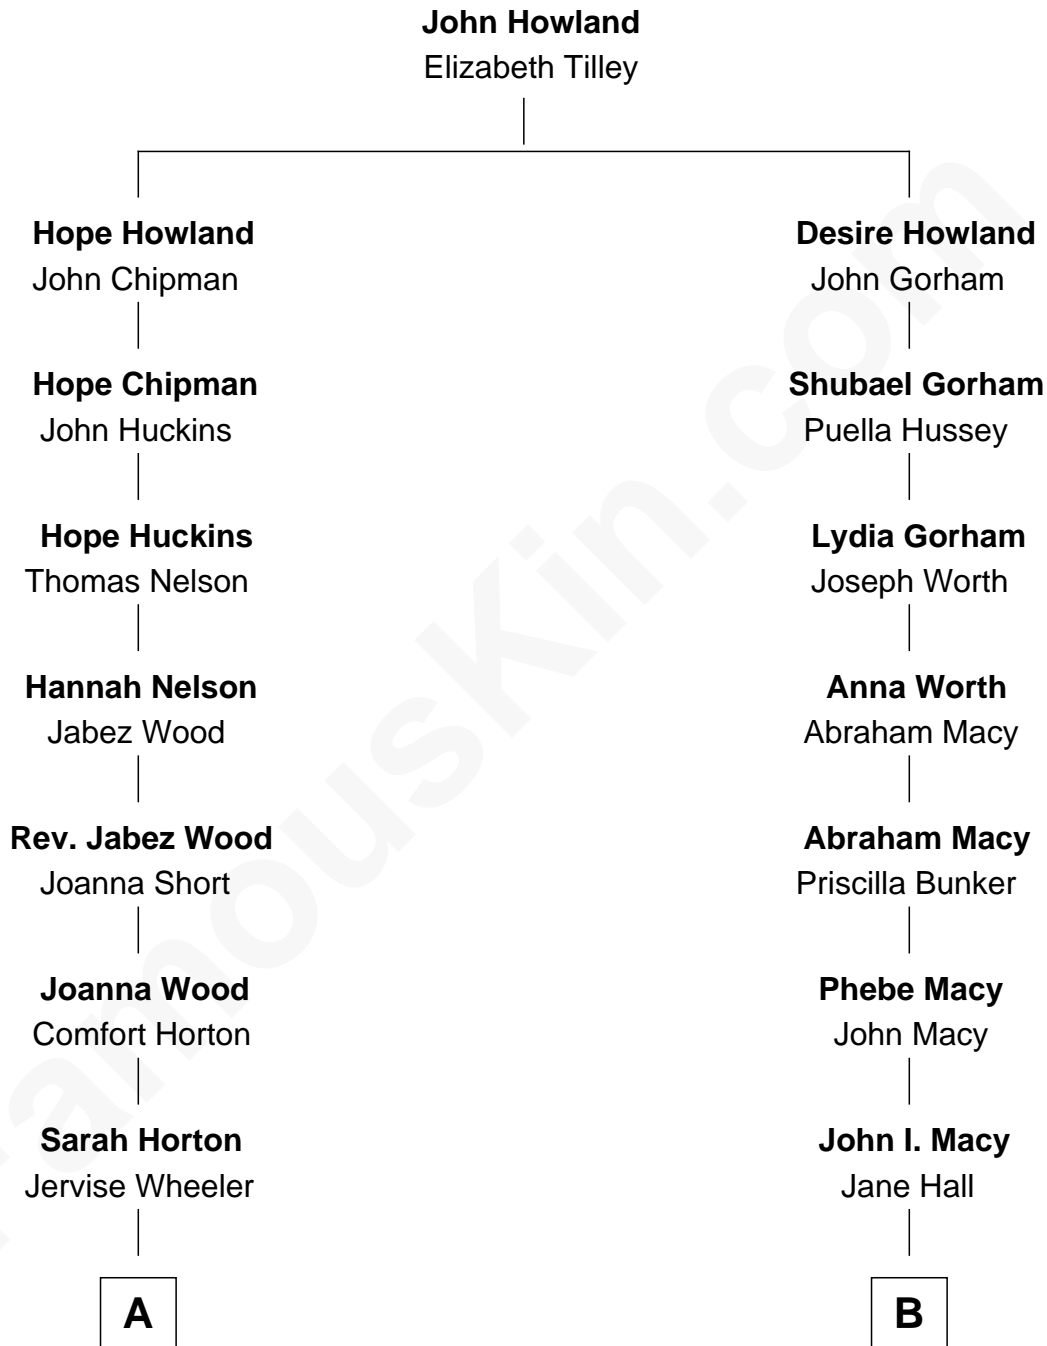 John Howland
Elizabeth Tilley
Hope Howland
John Chipman
Desire Howland
John Gorham
Hope Chipman
John Huckins
Shubael Gorham
Puella Hussey
Hope Huckins
Thomas Nelson
Lydia Gorham
Joseph Worth
Hannah Nelson
Jabez Wood
Anna Worth
Abraham Macy
Rev. Jabez Wood
Joanna Short
Abraham Macy
Priscilla Bunker
Joanna Wood
Comfort Horton
Phebe Macy
John Macy
Sarah Horton
Jervise Wheeler
John I. Macy
Jane Hall
A
B
FamousKin.com